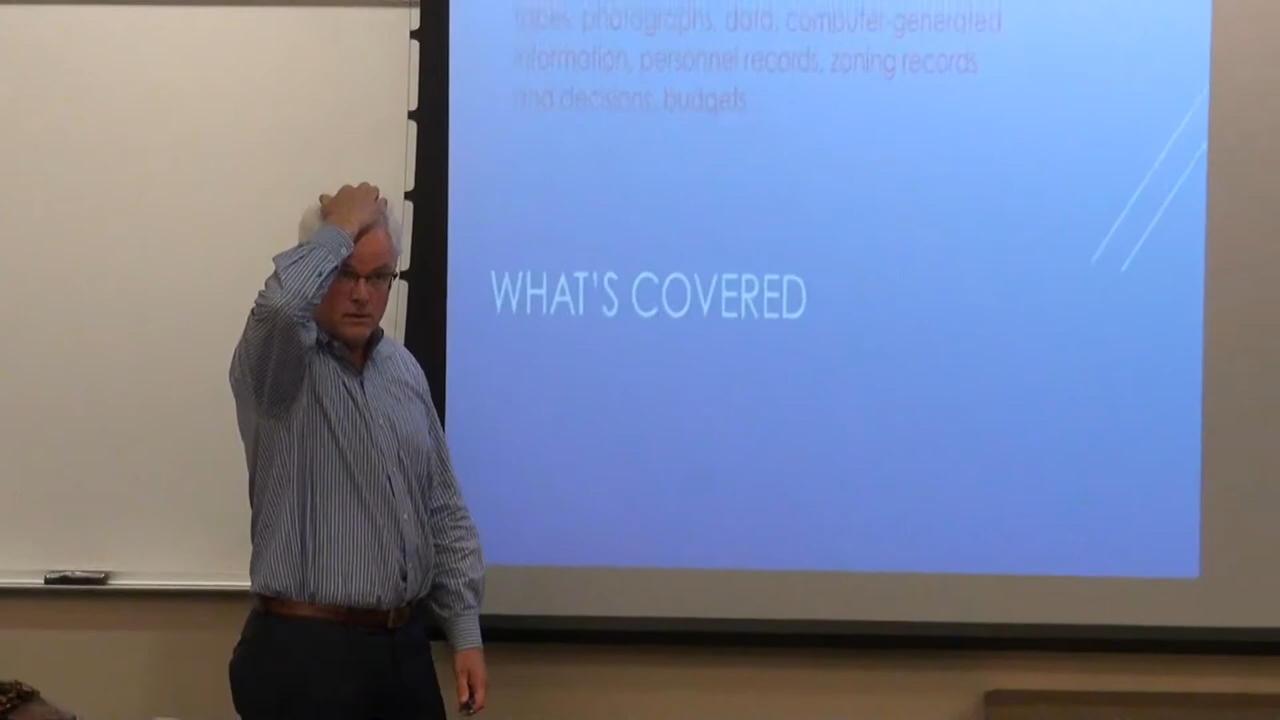 tapes, photographs, data, computer-generated
information, personnel records, zoning records
and decisions, budgets
WHAT'S COVERED